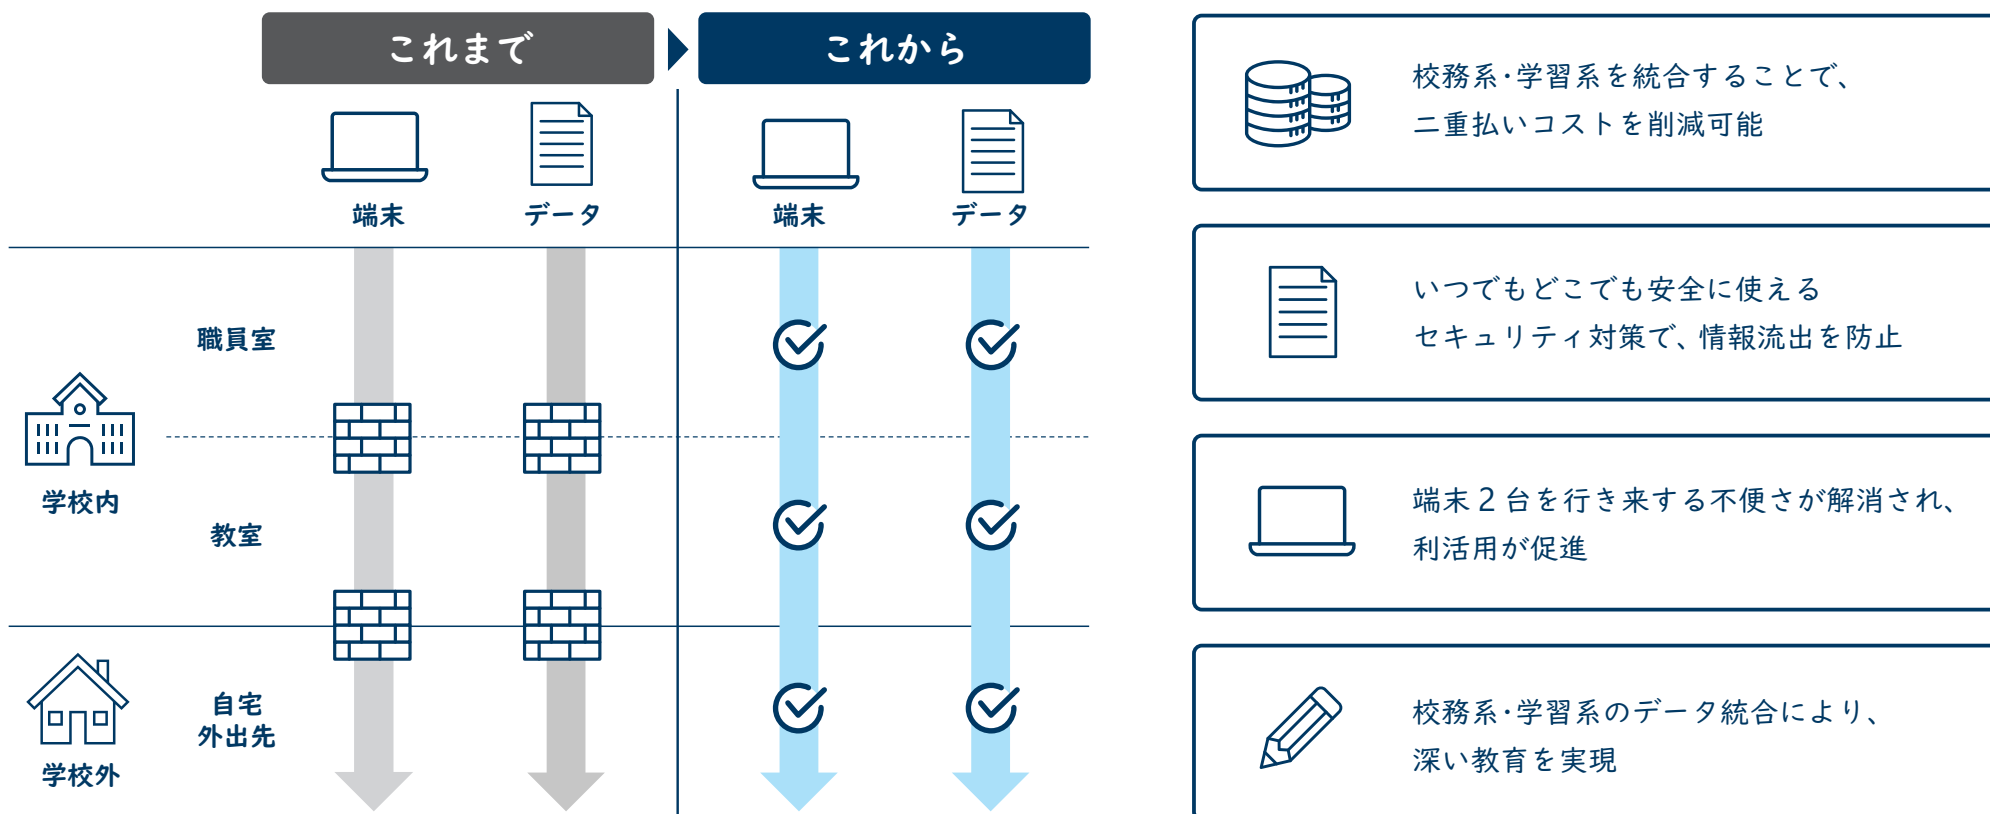 これまで
これから
端末
データ
端末
データ
職員室
学校内
教室
自宅
外出先
学校外
校務系･学習系を統合することで、
二重払いコストを削減可能
いつでもどこでも安全に使える
セキュリティ対策で、情報流出を防止
端末 2 台を行き来する不便さが解消され、
利活用が促進
校務系･学習系のデータ統合により、
深い教育を実現